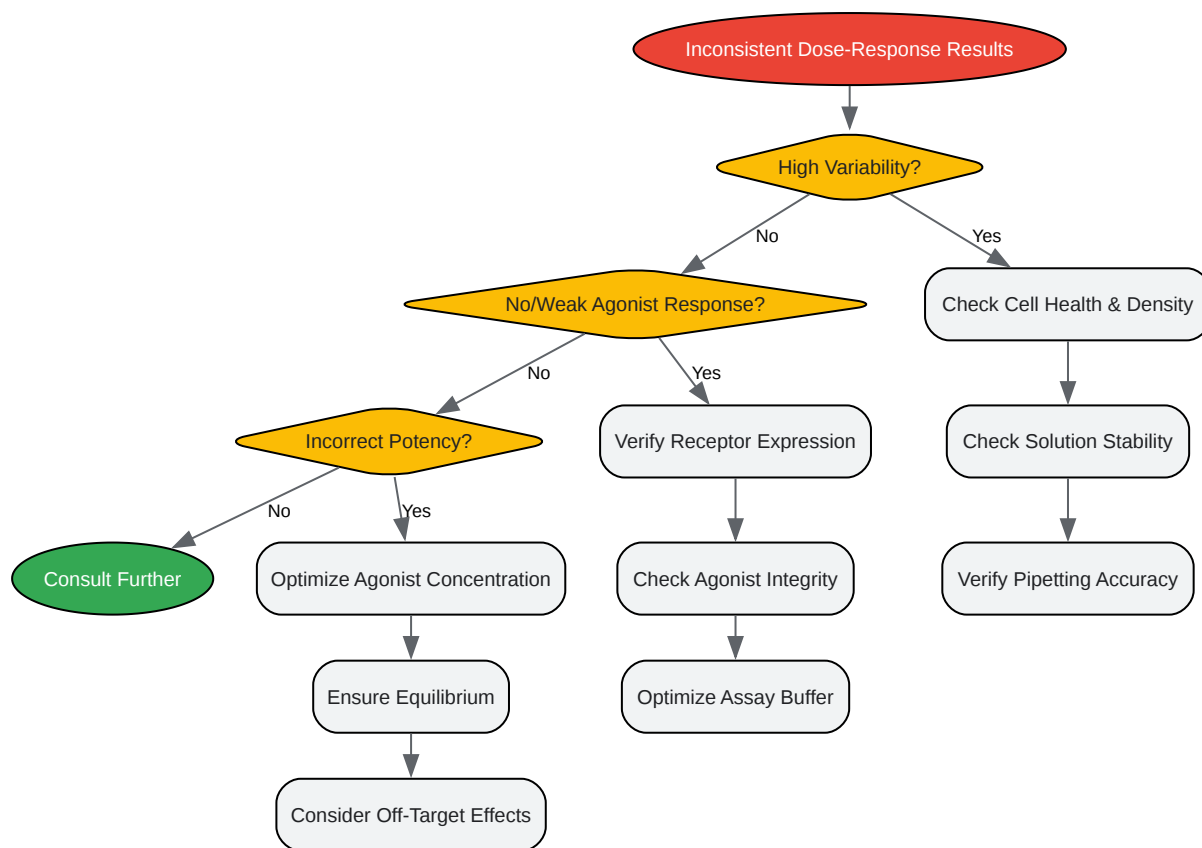 Inconsistent Dose-Response Results
High Variability?
No
Yes
No/Weak Agonist Response?
Check Cell Health & Density
No
Yes
Incorrect Potency?
Verify Receptor Expression
Check Solution Stability
No
Yes
Consult Further
Optimize Agonist Concentration
Check Agonist Integrity
Verify Pipetting Accuracy
Ensure Equilibrium
Optimize Assay Buffer
Consider Off-Target Effects